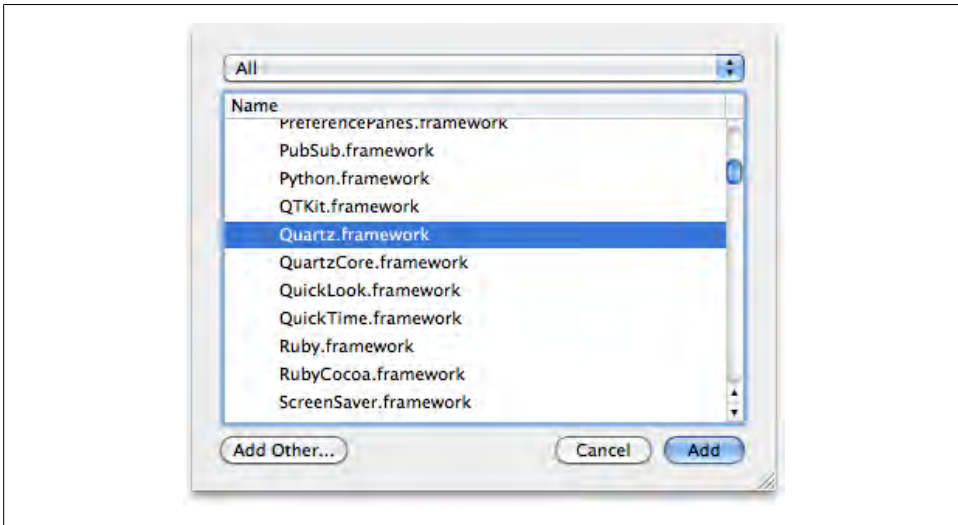 All
Name
PreferencePanes.framework
PubSub.framework
Python.framework
QTKit.framework
Quartz.framework
QuartzCore.framework
QuickLook.framework
QuickTime.framework
Ruby.framework
RubyCocoa.framework
ScreenSaver.framework
Add Other... Cancel Add